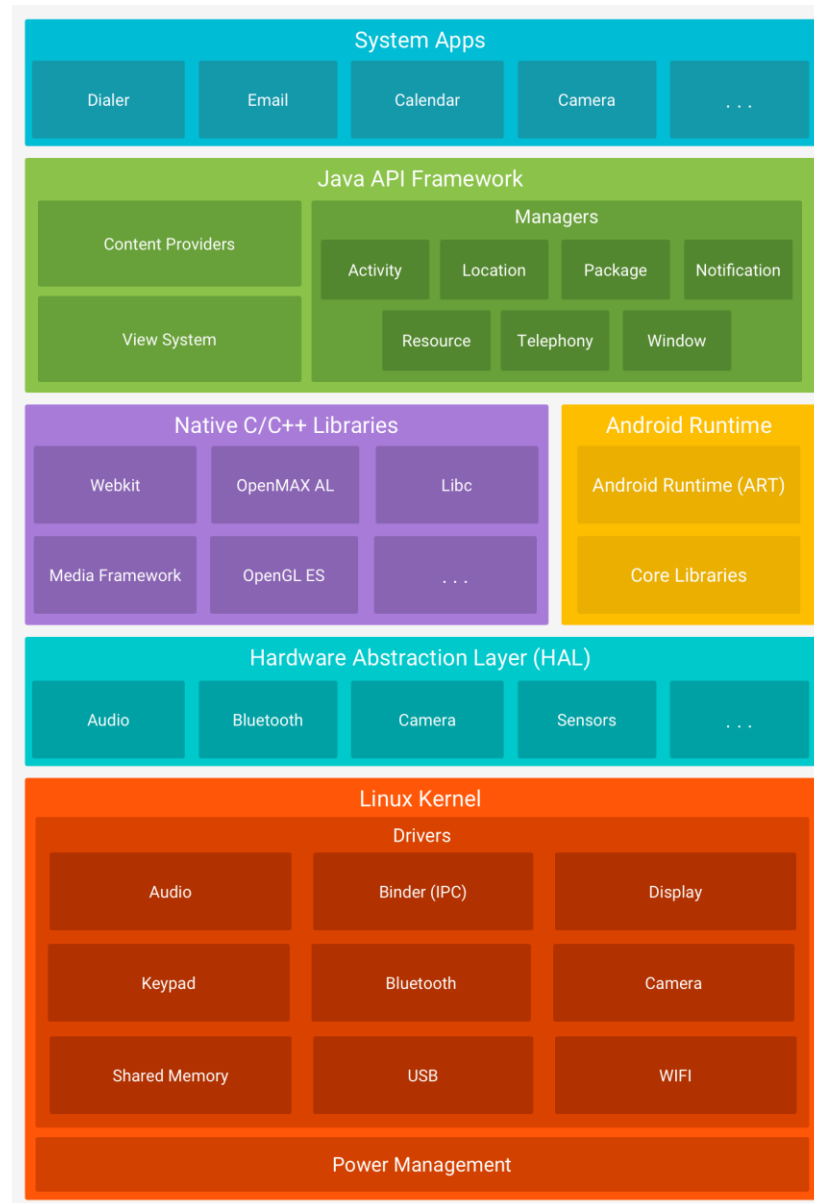 System Apps
Dialer
Email
Calendar
Camera
. . .
Java API Framework
Content Providers
View System
Managers
Activity
Location
Package
Notification
Resource
Telephony
Window
Native C/C++ Libraries
Webkit
OpenMAX AL
Libc
Media Framework
OpenGL ES
. . .
Android Runtime
Android Runtime (ART)
Core Libraries
Hardware Abstraction Layer (HAL)
Audio
Bluetooth
Camera
Sensors
. . .
Linux Kernel
Drivers
Audio
Binder (IPC)
Display
Keypad
Bluetooth
Camera
Shared Memory
USB
WIFI
Power Management